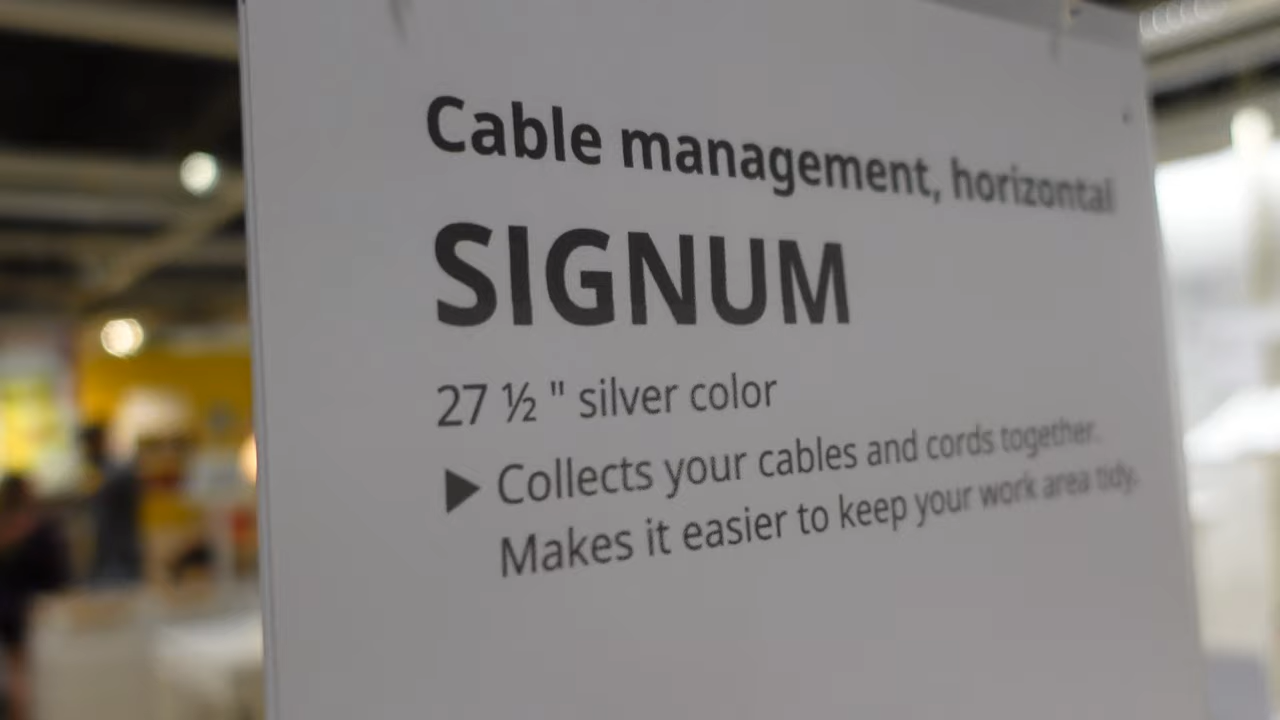 Cable management, horizontal
SIGNUM
27 ½ " silver color
▶ Collects your cables and cords together.
Makes it easier to keep your work area tidy.